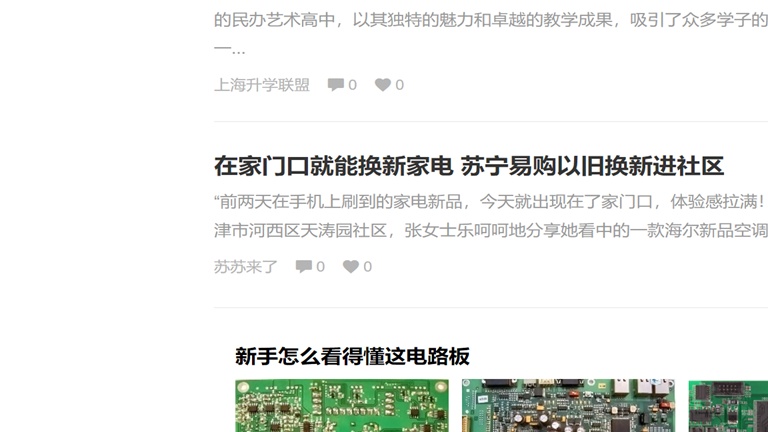 的民办艺术高中，以其独特的魅力和卓越的教学成果，吸引了众多学子的
一...
上海升学联盟 0 0
在家门口就能换新家电 苏宁易购以旧换新进社区
“前两天在手机上刷到的家电新品，今天就出现在了家门口，体验感拉满！
津市河西区天涛园社区，张女士乐呵呵地分享她看中的一款海尔新品空调
苏苏来了 0 0
新手怎么看得懂这电路板